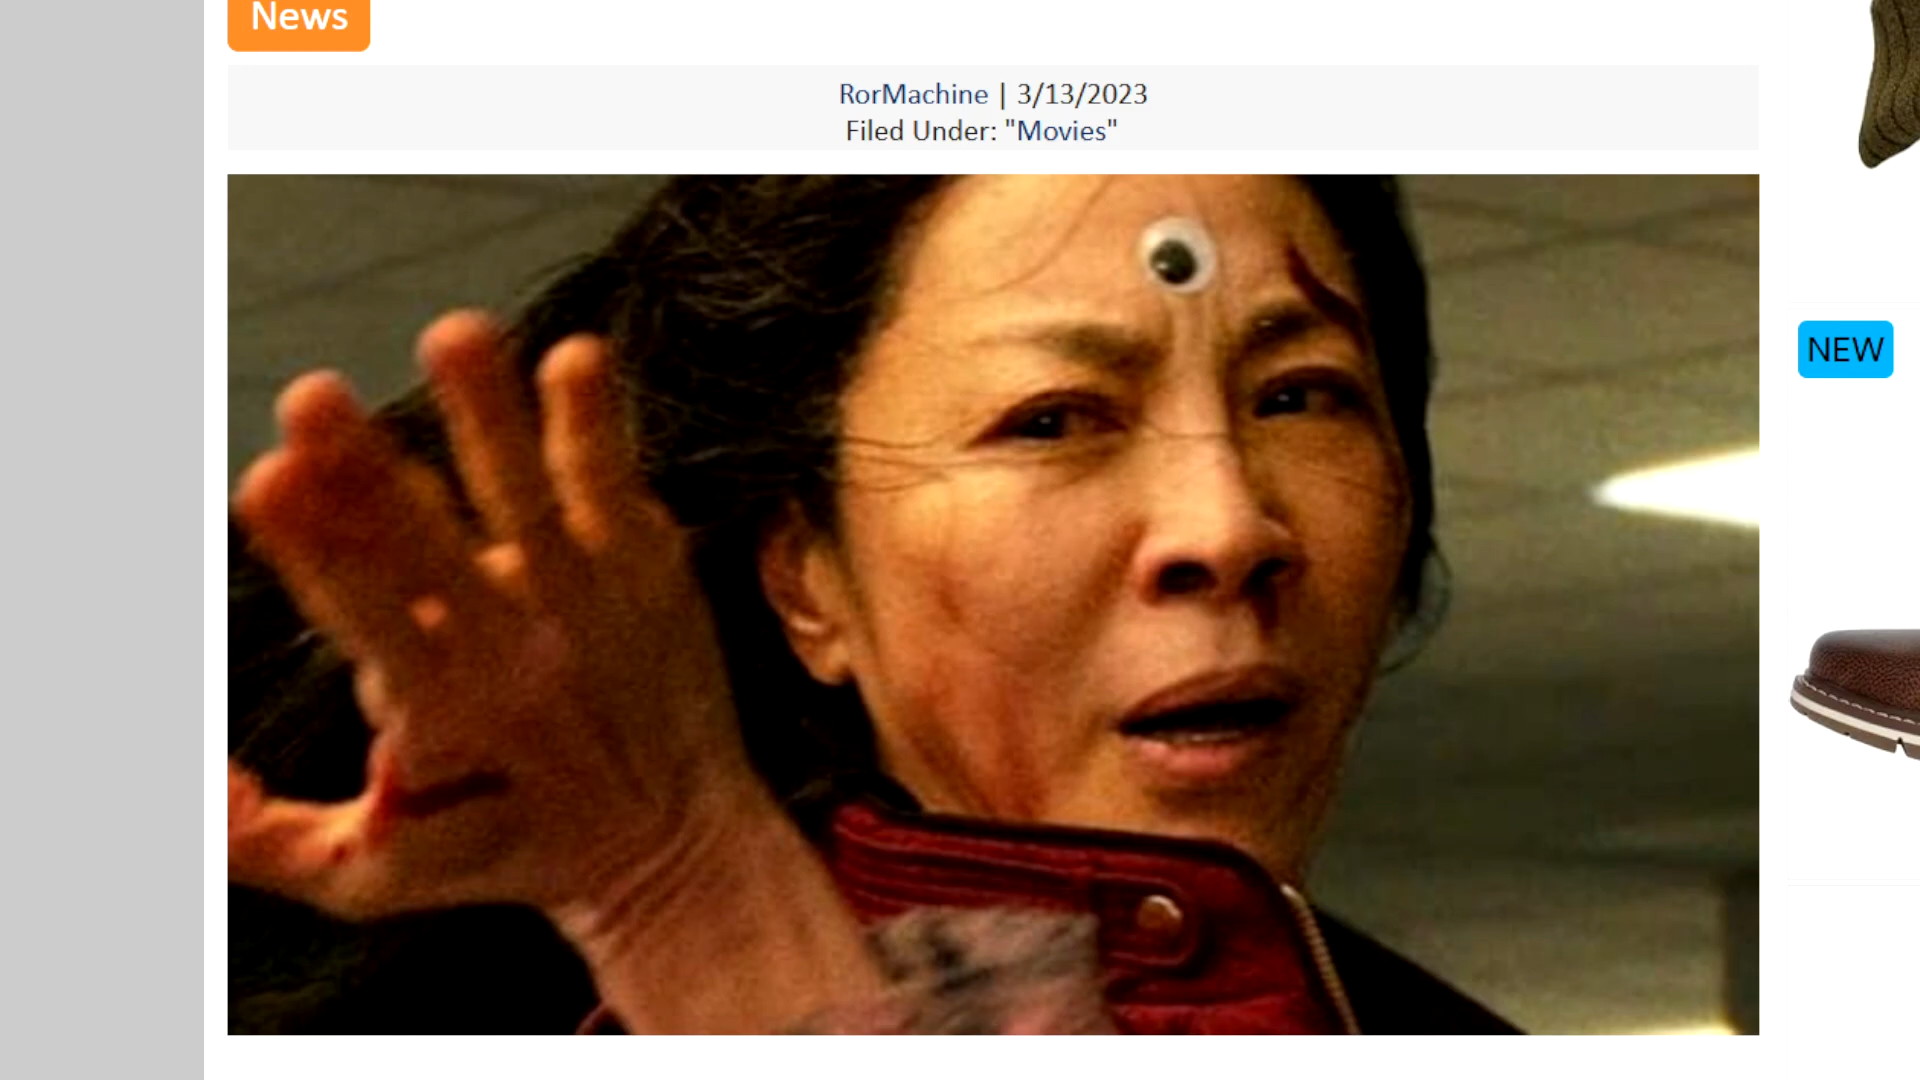 News
RorMachine | 3/13/2023
Filed Under: "Movies"
NEW